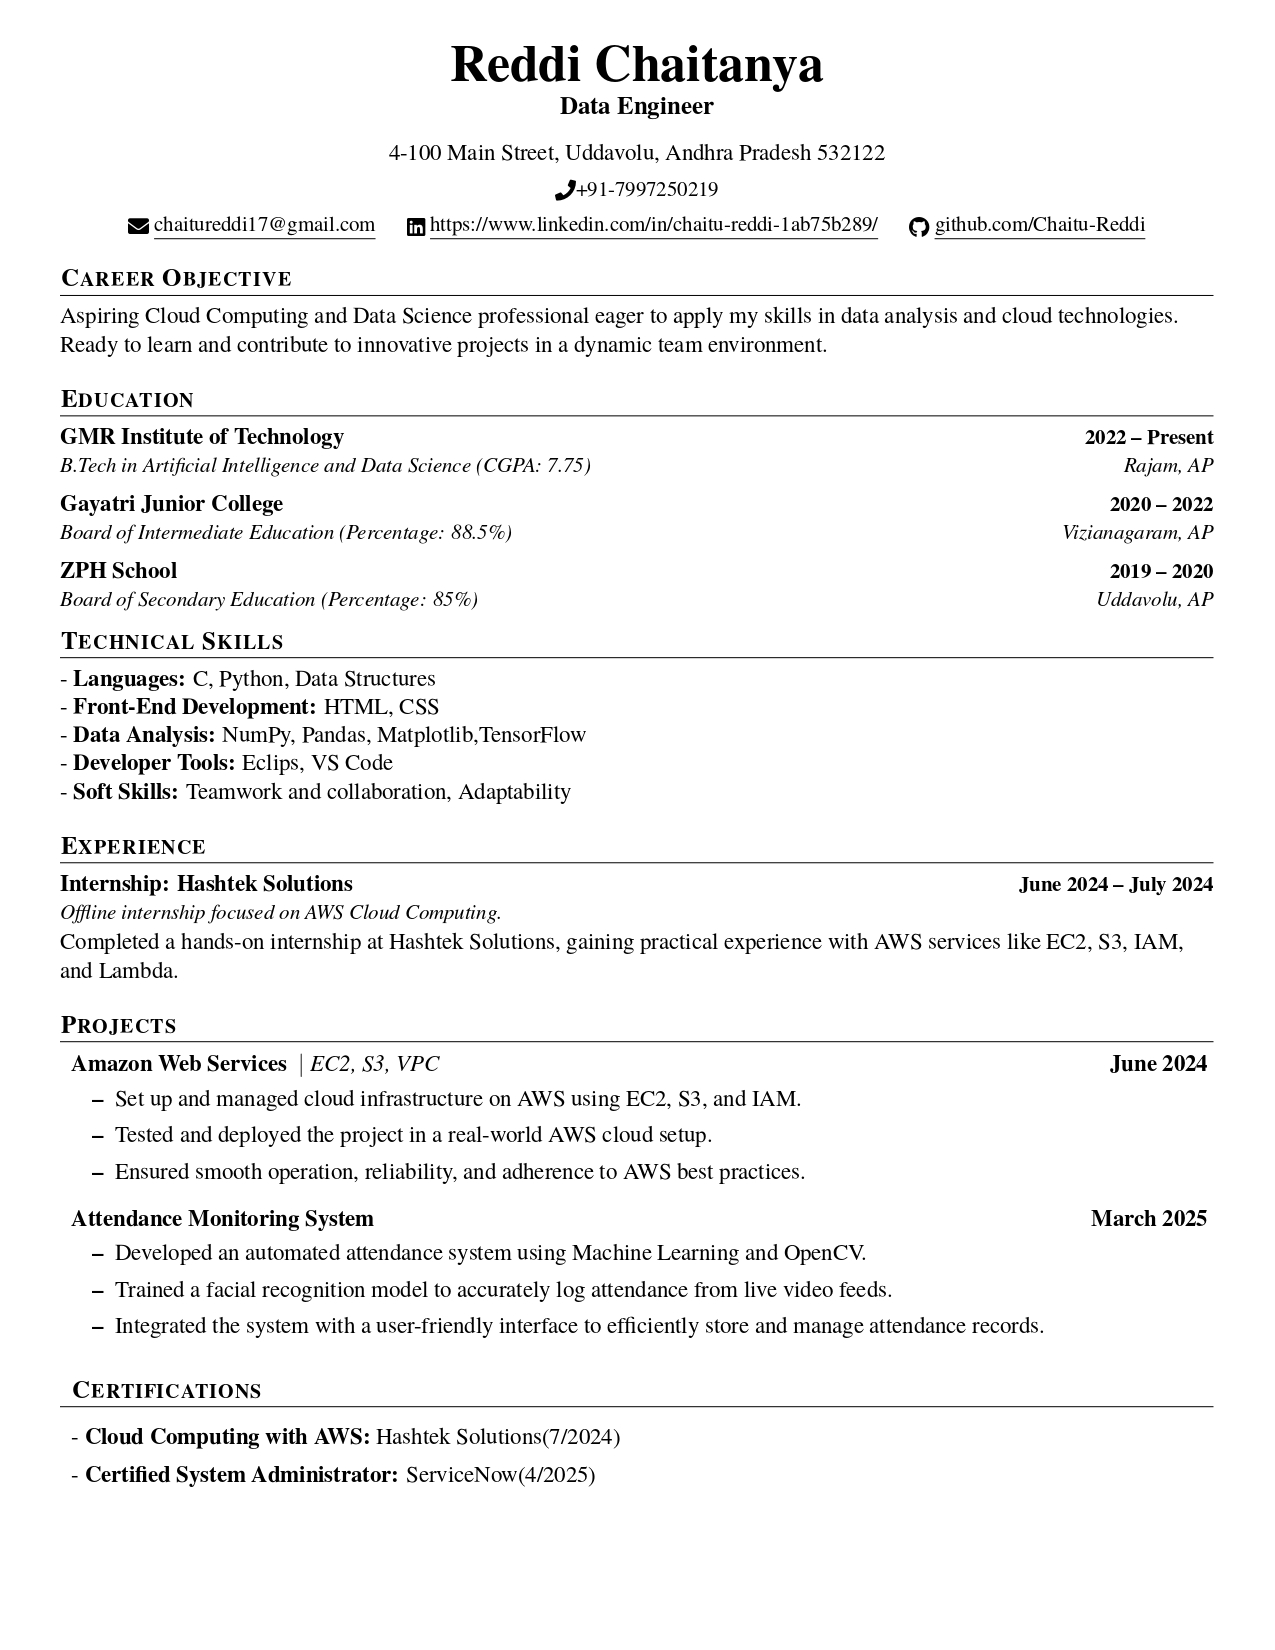 Reddi Chaitanya
Data Engineer
4-100 Main Street, Uddavolu, Andhra Pradesh 532122
+91-7997250219
chaitureddi17@gmail.com https://www.linkedin.com/in/chaitu-reddi-1ab75b289/ github.com/Chaitu-Reddi
CAREER OBJECTIVE
Aspiring Cloud Computing and Data Science professional eager to apply my skills in data analysis and cloud technologies.
Ready to learn and contribute to innovative projects in a dynamic team environment.
EDUCATION
GMR Institute of Technology 2022 – Present
B.Tech in Artificial Intelligence and Data Science (CGPA: 7.75) Rajam, AP
Gayatri Junior College 2020 – 2022
Board of Intermediate Education (Percentage: 88.5%) Vizianagaram, AP
ZPH School 2019 – 2020
Board of Secondary Education (Percentage: 85%) Uddavolu, AP
TECHNICAL SKILLS
- Languages: C, Python, Data Structures
- Front-End Development: HTML, CSS
- Data Analysis: NumPy, Pandas, Matplotlib,TensorFlow
- Developer Tools: Eclips, VS Code
- Soft Skills: Teamwork and collaboration, Adaptability
EXPERIENCE
Internship: Hashtek Solutions June 2024 – July 2024
Offline internship focused on AWS Cloud Computing.
Completed a hands-on internship at Hashtek Solutions, gaining practical experience with AWS services like EC2, S3, IAM,
and Lambda.
PROJECTS
Amazon Web Services | EC2, S3, VPC June 2024
– Set up and managed cloud infrastructure on AWS using EC2, S3, and IAM.
– Tested and deployed the project in a real-world AWS cloud setup.
– Ensured smooth operation, reliability, and adherence to AWS best practices.
Attendance Monitoring System March 2025
– Developed an automated attendance system using Machine Learning and OpenCV.
– Trained a facial recognition model to accurately log attendance from live video feeds.
– Integrated the system with a user-friendly interface to efficiently store and manage attendance records.
CERTIFICATIONS
- Cloud Computing with AWS: Hashtek Solutions(7/2024)
- Certified System Administrator: ServiceNow(4/2025)